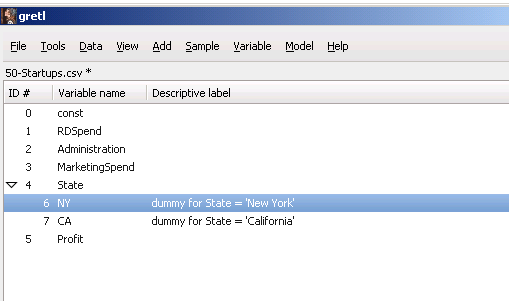 gretl
File Tools Data View Add Sample Variable Model Help
50-Startups.csv *
ID # Variable name Descriptive label
0 const
1 RDSpend
2 Administration
3 MarketingSpend
4 State
6 NY dummy for State = 'New York'
7 CA dummy for State = 'California'
5 Profit